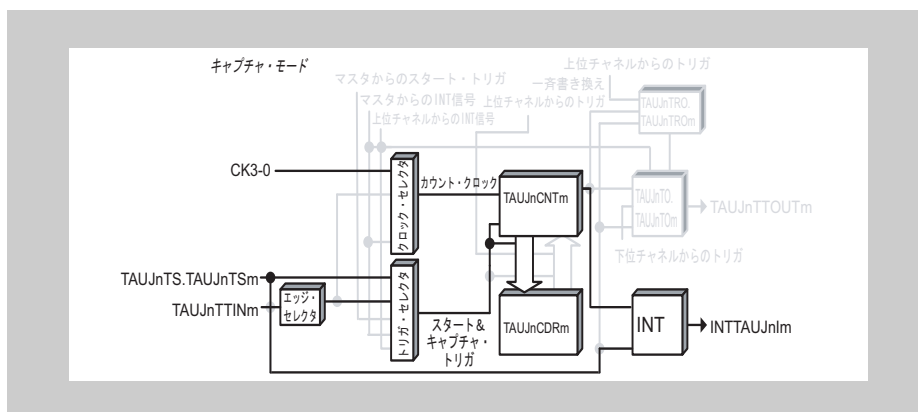 キャプチャ・モード
上位チャネルからのトリガ
マスタからのスタート・トリガ
一斉書き換え
マスタからのINT信号
上位チャネルからのトリガ
上位チャネルからのINT信号
TAUJnTRO.
TAUJnTROm
CK3-0
クロック・セレクタ
カウント・クロック
TAUJnCNTm
TAUJnTO.
TAUJnTOm
TAUJnTTOUTm
下位チャネルからのトリガ
TAUJnTS.TAUJnTSm
TAUJnTTINm
エッジ・
セレクタ
トリガ・セレクタ
スタート&
キャプチャ・
トリガ
TAUJnCDRm
INT
INTTAUJnIm